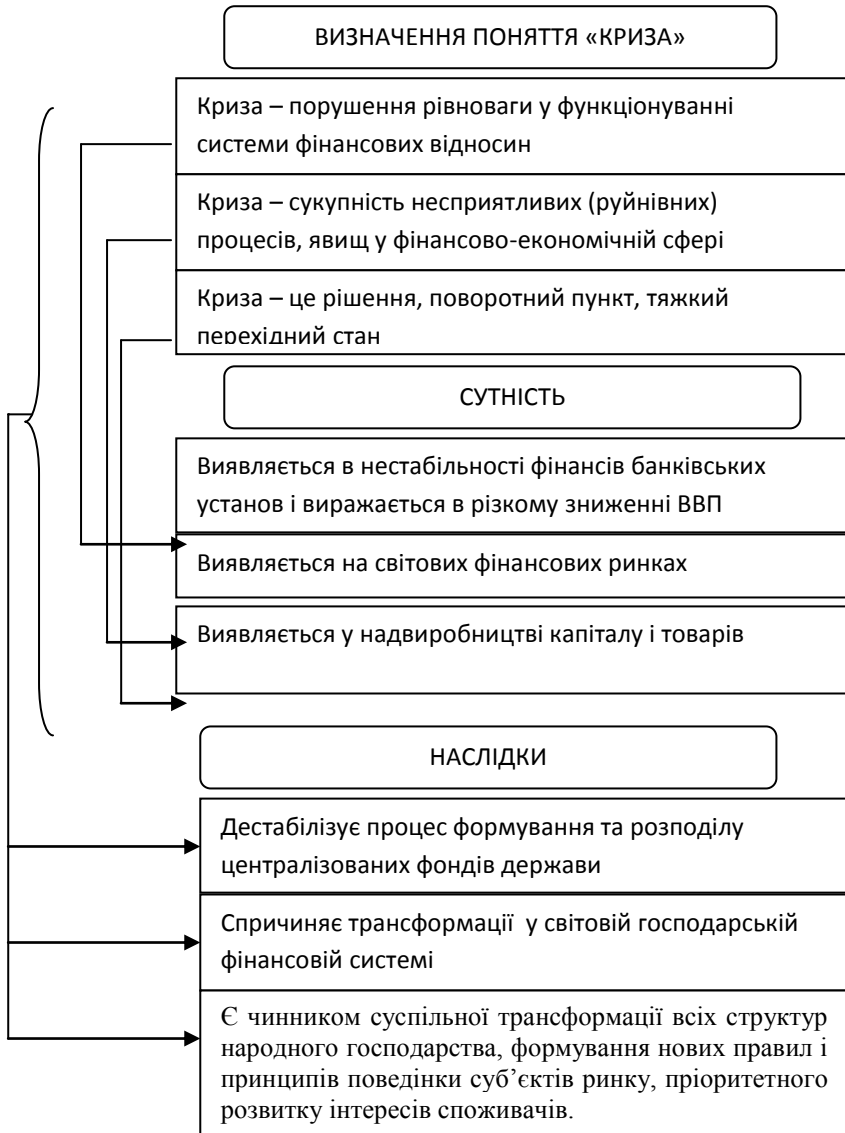 ВИЗНАЧЕННЯ ПОНЯТТЯ «КРИЗА»
Криза – порушення рівноваги у функціонуванні
системи фінансових відносин
Криза – сукупність несприятливих (руйнівних)
процесів, явищ у фінансово-економічній сфері
Криза – це рішення, поворотний пункт, тяжкий
перехідний стан
СУТНІСТЬ
Виявляється в нестабільності фінансів банківських
установ і виражається в різкому зниженні ВВП
Виявляється на світових фінансових ринках
Виявляється у надвиробництві капіталу і товарів
НАСЛІДКИ
Дестабілізує процес формування та розподілу
централізованих фондів держави
Спричиняє трансформації у світовій господарській
фінансовій системі
Є чинником суспільної трансформації всіх структур
народного господарства, формування нових правил і
принципів поведінки суб’єктів ринку, пріоритетного
розвитку інтересів споживачів.